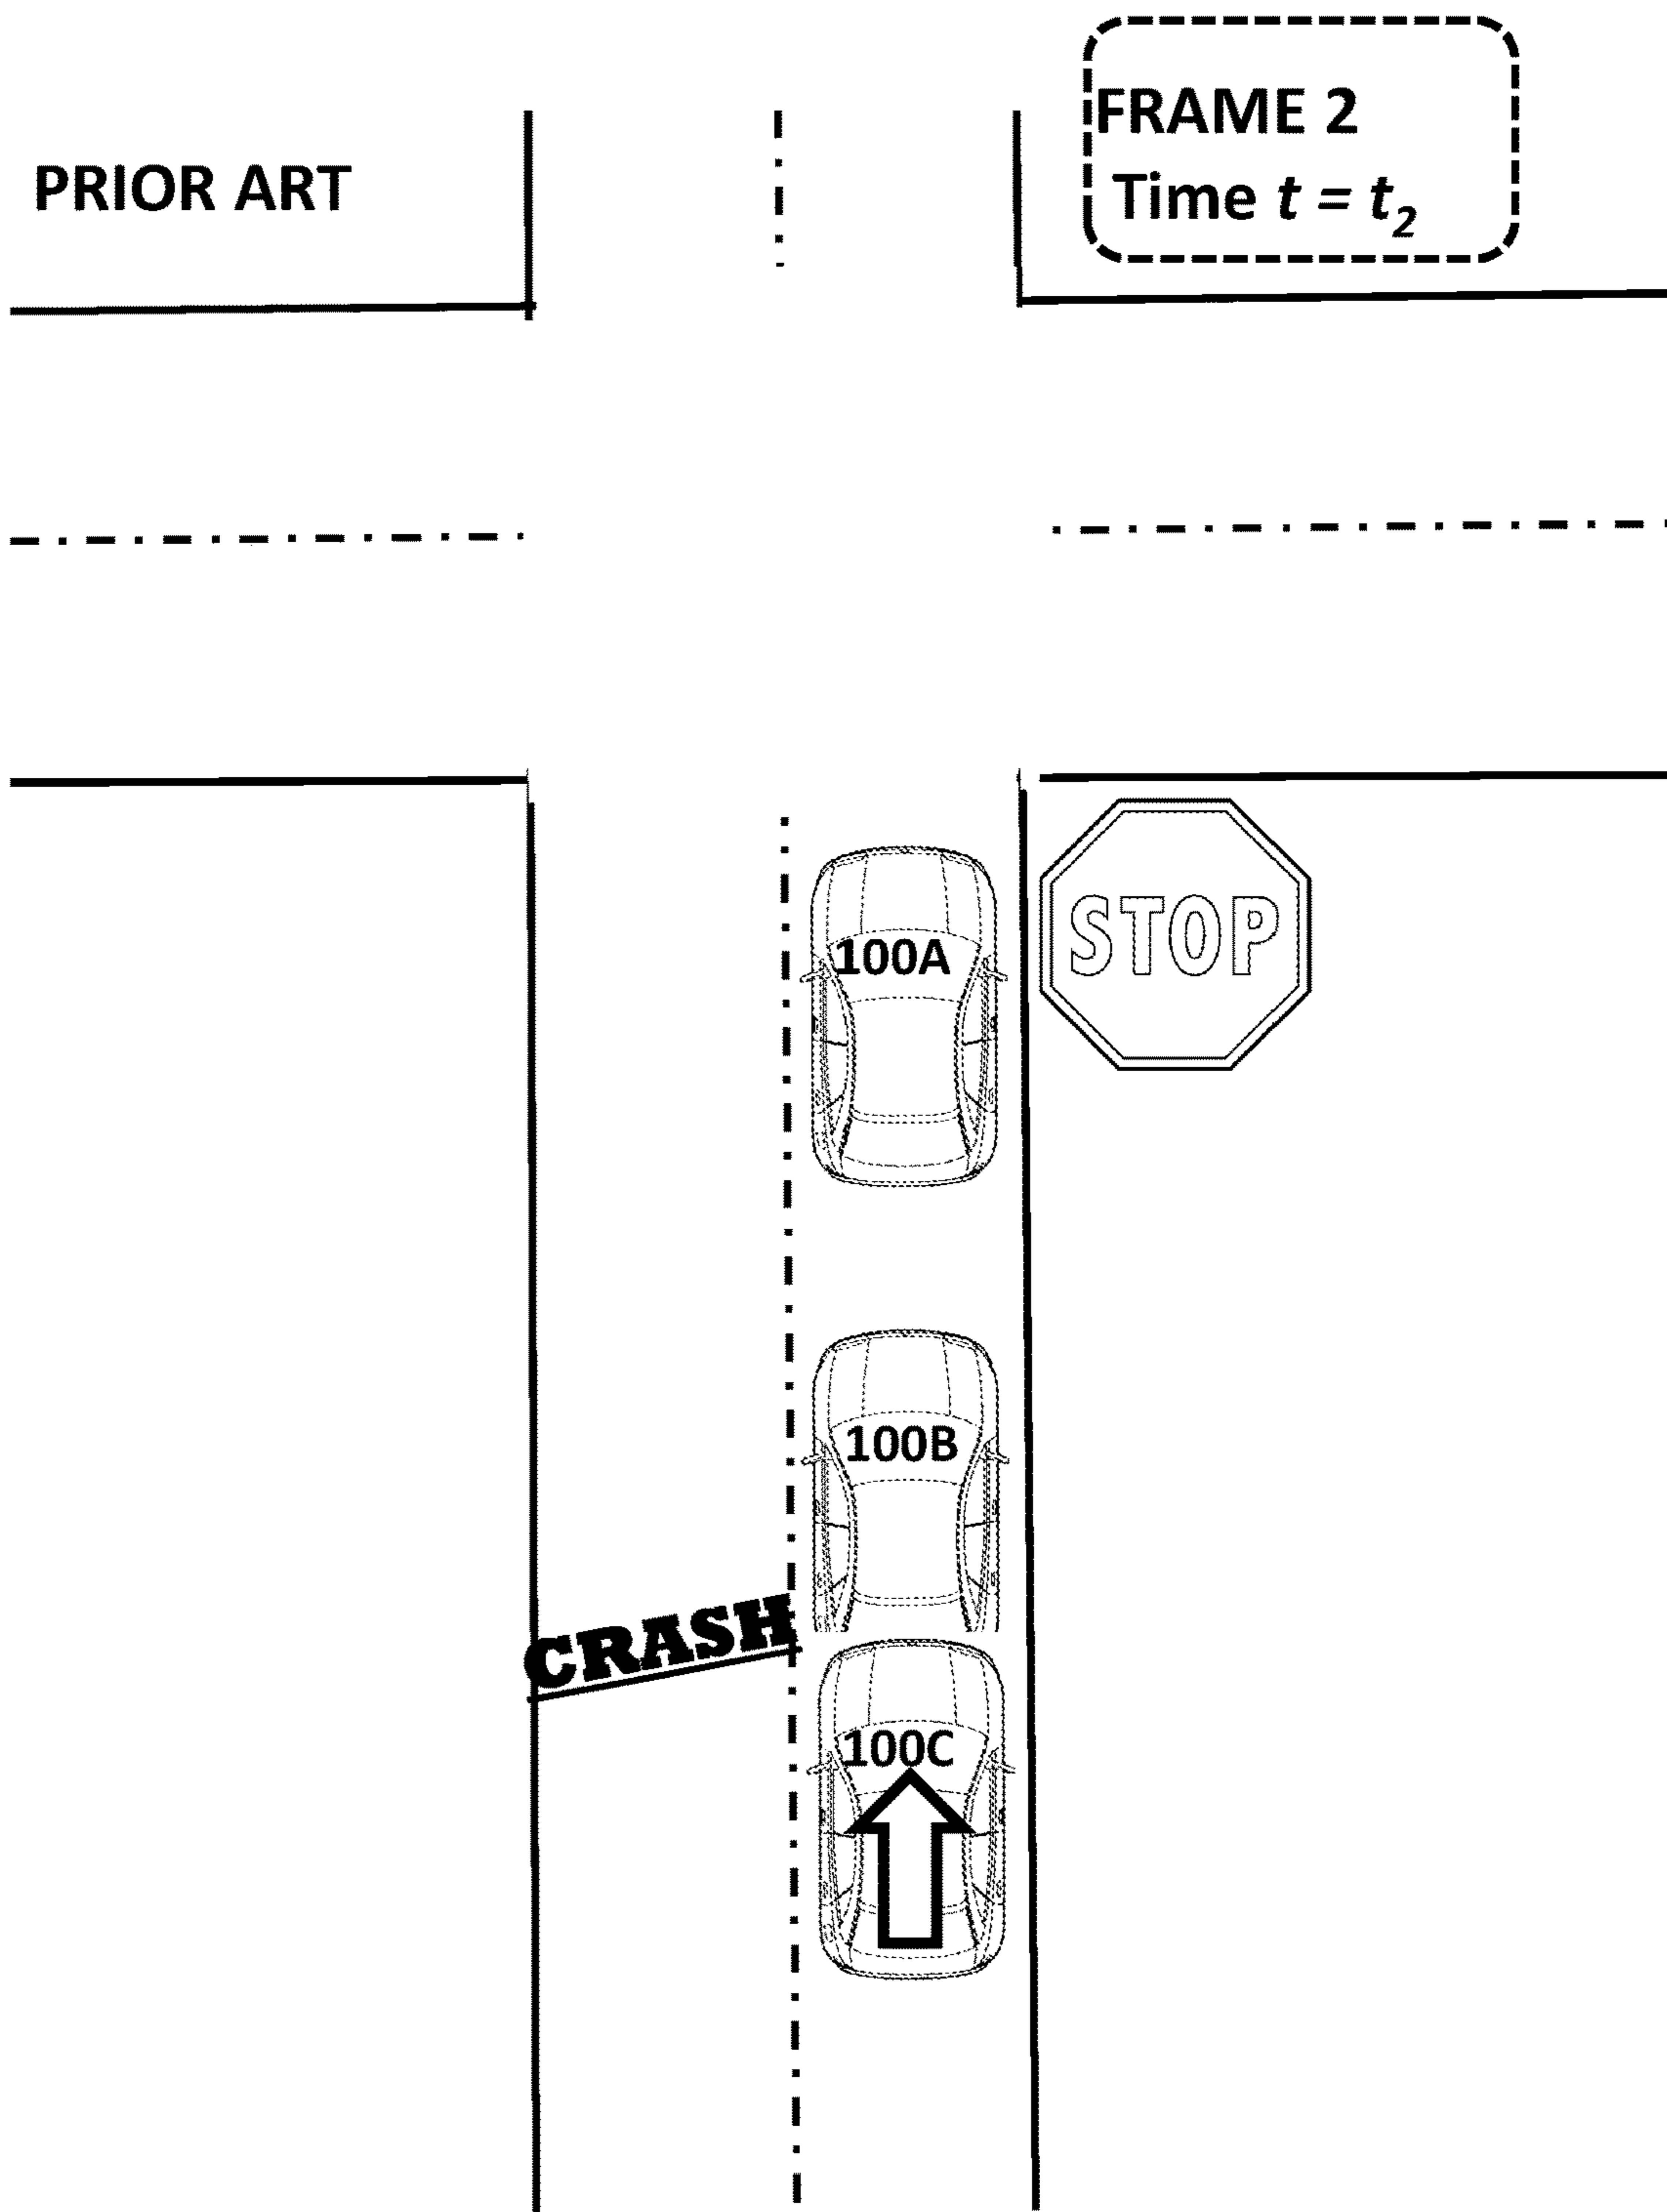 PRIOR ART
FRAME 2
Time t = t₂
100A
STOP
100B
CRASH
100C